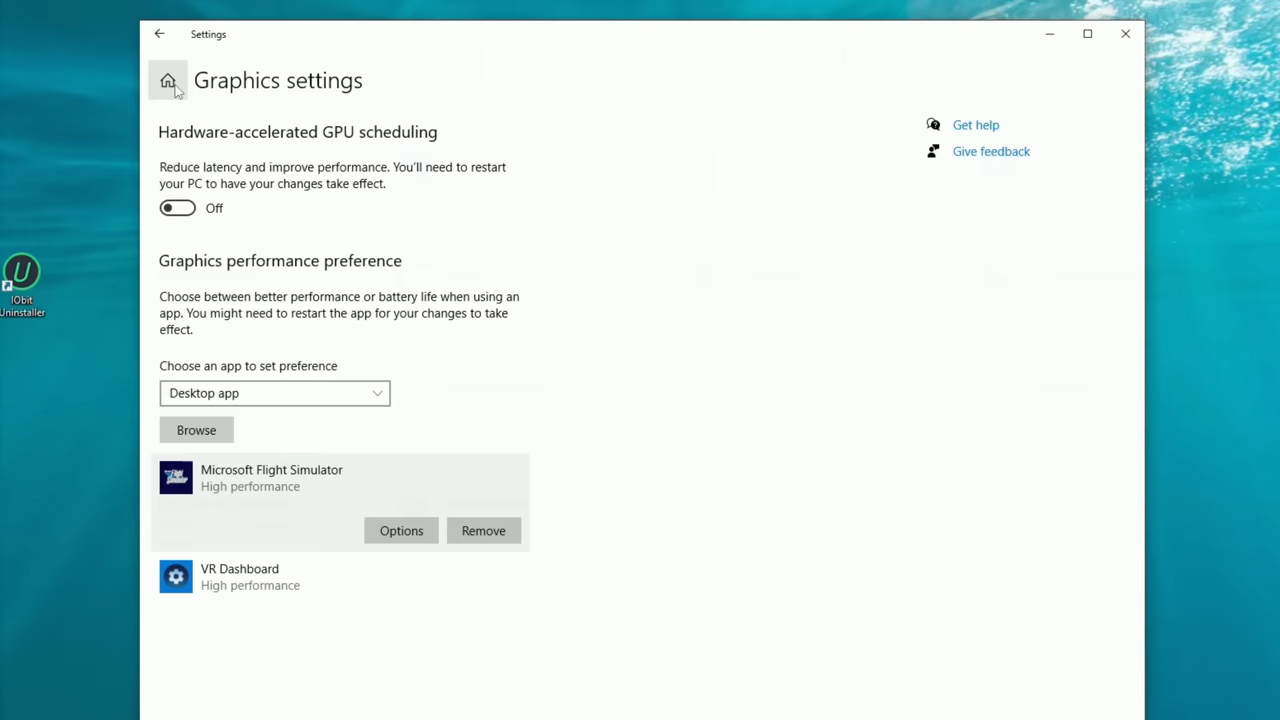 Settings
Graphics settings
Hardware-accelerated GPU scheduling
Reduce latency and improve performance. You'll need to restart
your PC to have your changes take effect.
Off
Graphics performance preference
Choose between better performance or battery life when using an
app. You might need to restart the app for your changes to take
effect.
Choose an app to set preference
Desktop app
Browse
Microsoft Flight Simulator
High performance
Options
Remove
VR Dashboard
High performance
Get help
Give feedback
U
IObit
Uninstaller